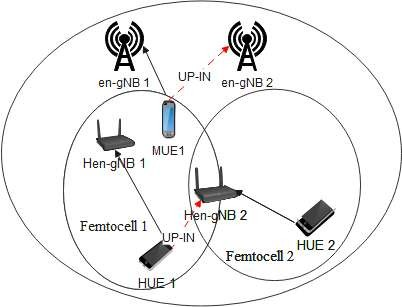 en-gNB 1
en-gNB 2
UP-IN
MUE1
Hen-gNB 1
Hen-gNB 2
Femtocell 1
UP-IN
HUE 1
Femtocell 2
HUE 2